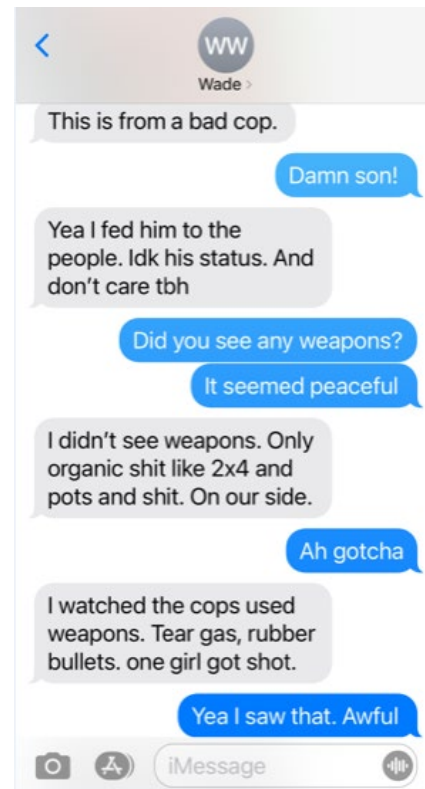 WW
Wade >
This is from a bad cop.
Damn son!
Yea I fed him to the
people. Idk his status. And
don't care tbh
Did you see any weapons?
It seemed peaceful
I didn't see weapons. Only
organic shit like 2x4 and
pots and shit. On our side.
Ah gotcha
I watched the cops used
weapons. Tear gas, rubber
bullets. one girl got shot.
Yea I saw that. Awful
iMessage